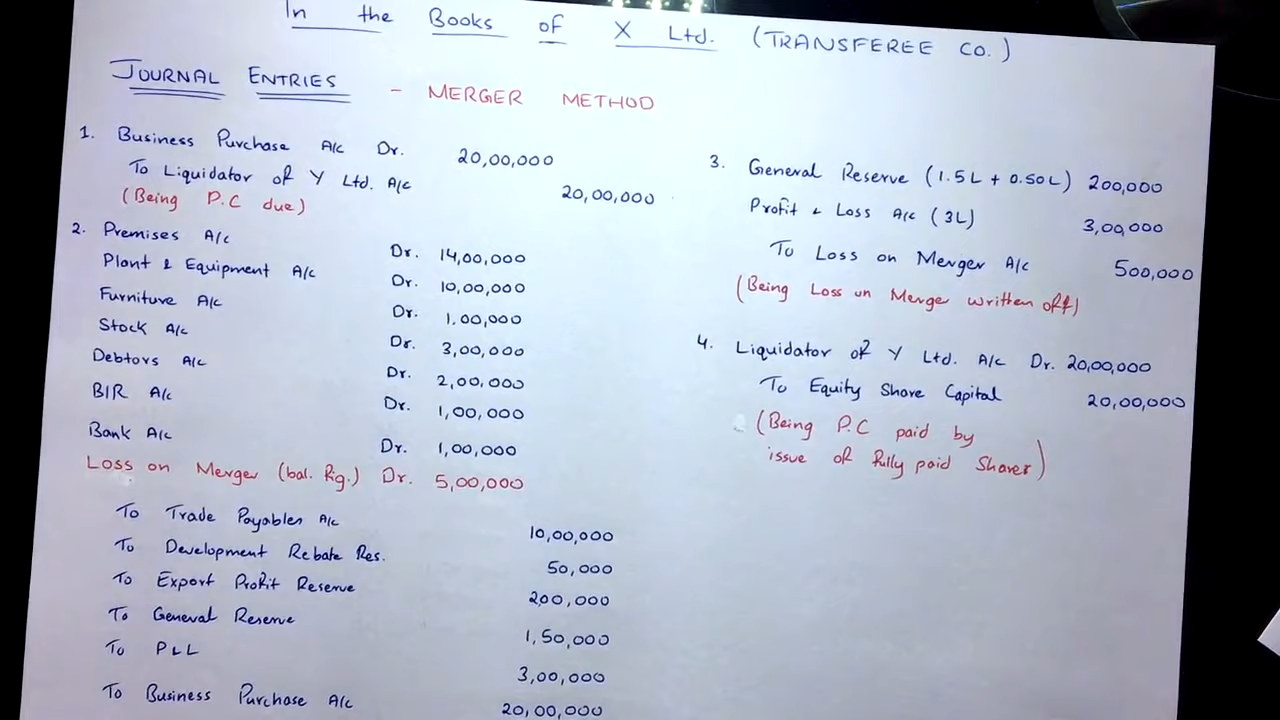 In the Books of X Ltd. (TRANSFEREE CO.)
JOURNAL ENTRIES - MERGER METHOD
1. Business Purchase A/c Dr. 20,00,000
To Liquidator of Y Ltd. A/c 20,00,000
(Being P.C due)
2. Premises A/c Dr. 14,00,000
Plant & Equipment A/c Dr. 10,00,000
Furniture A/c Dr. 1,00,000
Stock A/c Dr. 3,00,000
Debtors A/c Dr. 2,00,000
B/R A/c Dr. 1,00,000
Bank A/c Dr. 1,00,000
Loss on Merger (bal. fig.) Dr. 5,00,000
To Trade Payables A/c 10,00,000
To Development Rebate Res. 50,000
To Export Profit Reserve 200,000
To General Reserve 1,50,000
To P&L 3,00,000
To Business Purchase A/c 20,00,000
3. General Reserve (1.5L + 0.50L) 200,000
Profit & Loss A/c (3L) 3,00,000
To Loss on Merger A/c 500,000
(Being Loss on Merger written off)
4. Liquidator of Y Ltd. A/c Dr. 20,00,000
To Equity Share Capital 20,00,000
(Being P.C paid by
issue of fully paid Shares)